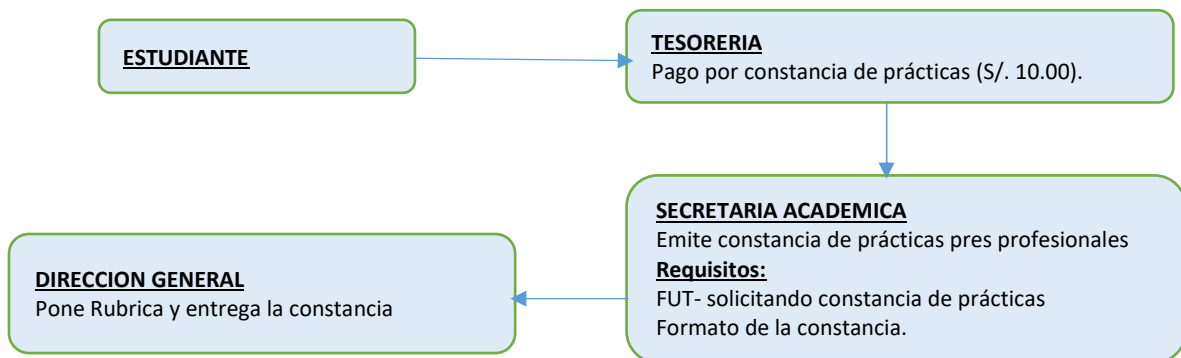 ESTUDIANTE
TESORERIA
Pago por constancia de prácticas (S/. 10.00).
SECRETARIA ACADEMICA
Emite constancia de prácticas pres profesionales
Requisitos:
FUT- solicitando constancia de prácticas
Formato de la constancia.
DIRECCION GENERAL
Pone Rubrica y entrega la constancia